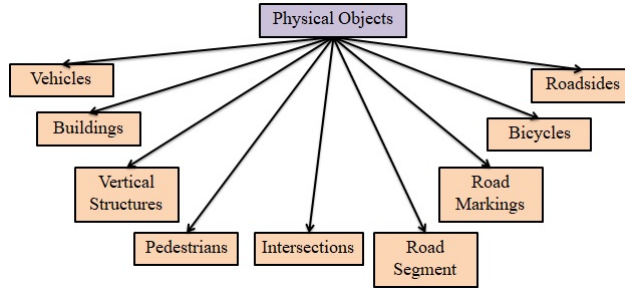 Physical Objects
Vehicles
Roadsides
Buildings
Bicycles
Vertical
Structures
Road
Markings
Pedestrians
Intersections
Road
Segment